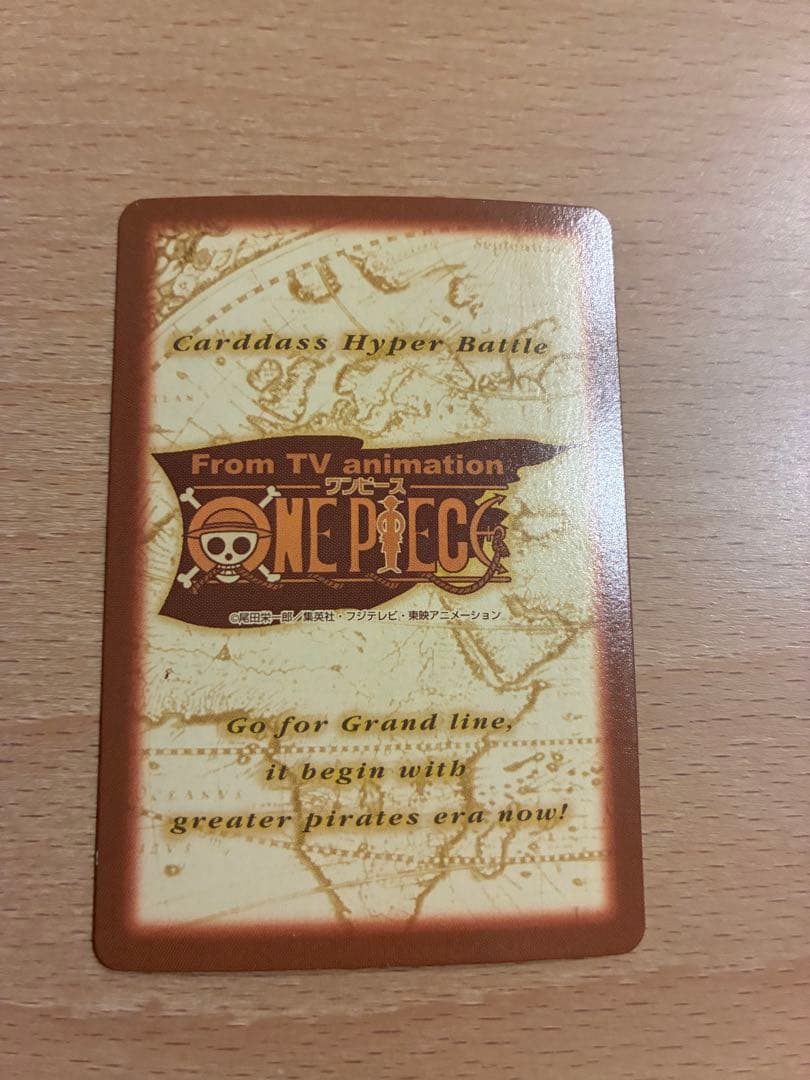 Carddass Hyper Battle
From TV animation
ワンピース
ONE PIECE
©尾田栄一郎／集英社・フジテレビ・東映アニメーション
Go for Grand line,
it begin with
greater pirates era now!